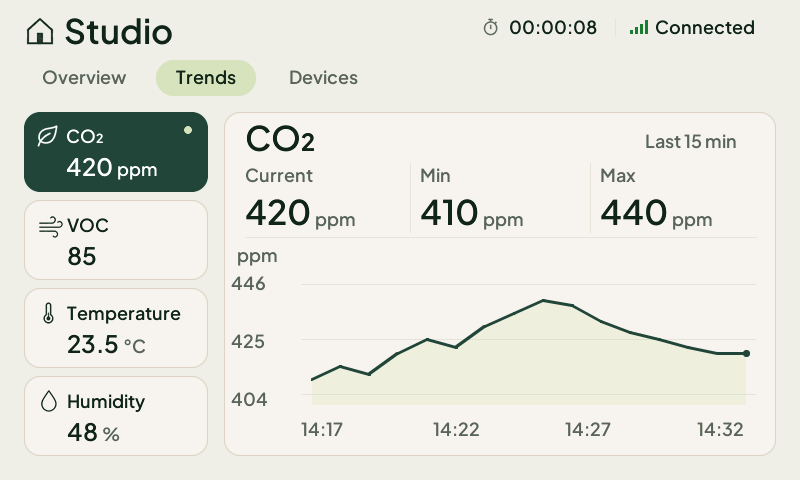 Studio
00:00:08
Connected
Overview
Trends
Devices
CO₂
420 ppm
VOC
85
Temperature
23.5 °C
Humidity
48 %
CO₂
Last 15 min
Current
Min
Max
420 ppm
410 ppm
440 ppm
ppm
446
425
404
14:17
14:22
14:27
14:32